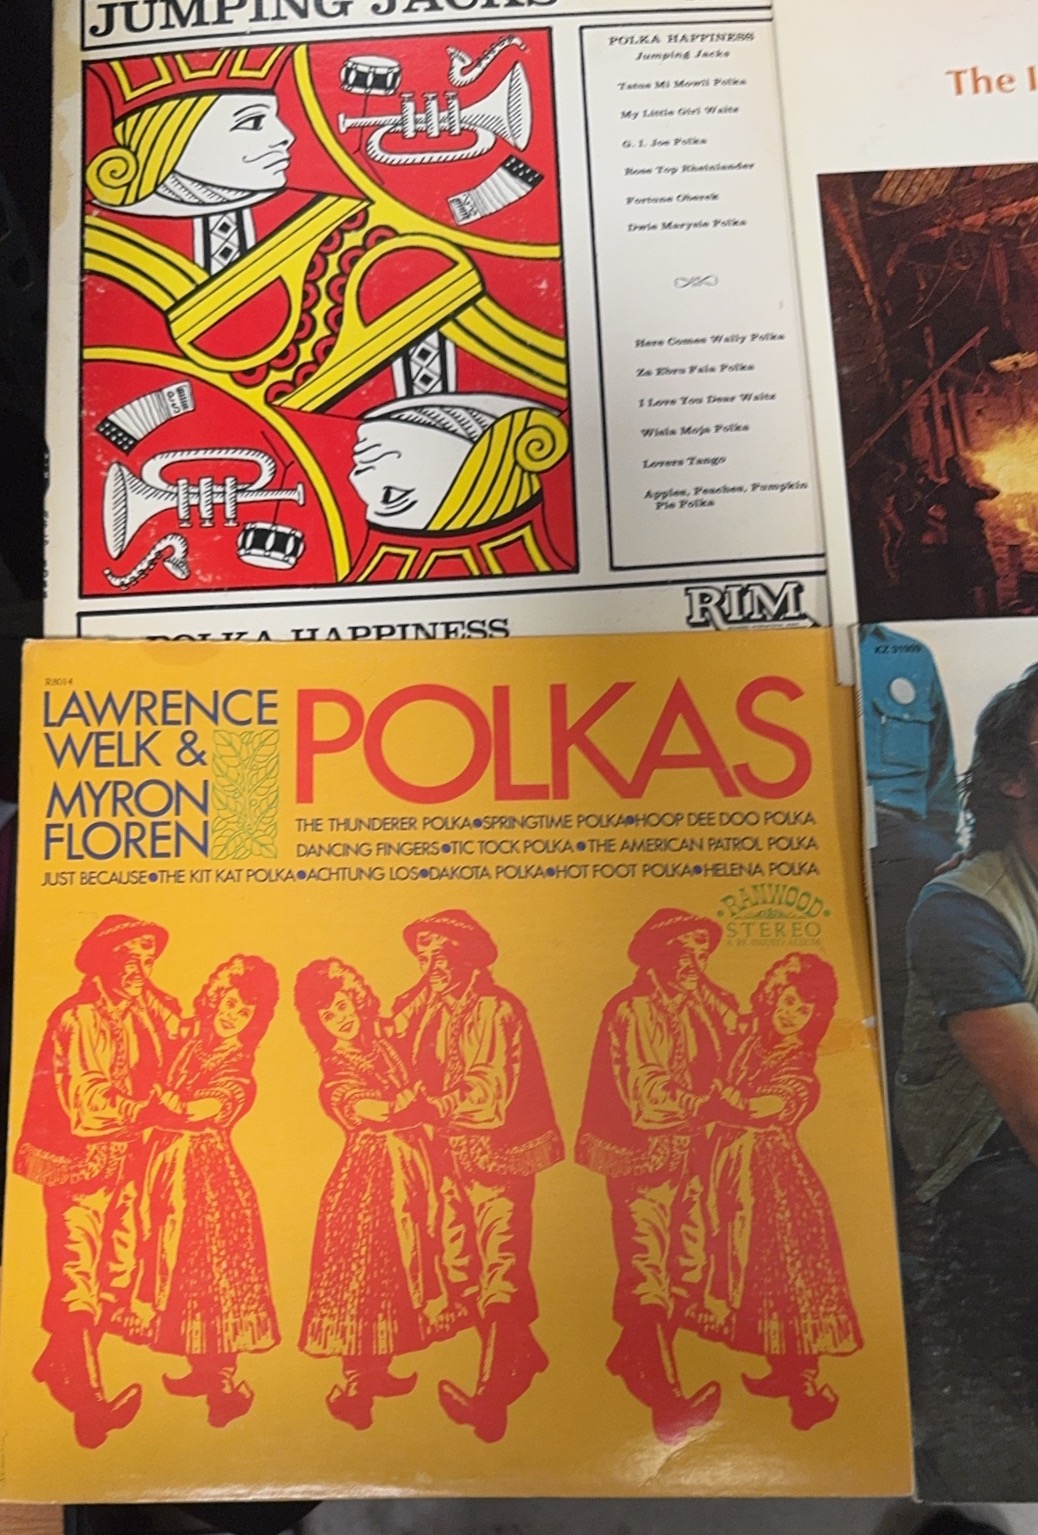 JUMPING JACKS
POLKA HAPPINESS
Jumping Jacks
Tatus Mi Mowil Polka
My Little Girl Waltz
G. I. Joe Polka
Rose Top Rheinlander
Fortuna Oberek
Dwie Marysie Polka
Here Comes Wally Polka
Za Ebru Fala Polka
I Love You Dear Waltz
Wisla Moja Polka
Lovers Tango
Apples, Peaches, Pumpkin
Pie Polka
RIM
POLKA HAPPINESS
The
R8014
LAWRENCE
WELK &
MYRON
FLOREN
POLKAS
THE THUNDERER POLKA●SPRINGTIME POLKA●HOOP DEE DOO POLKA
DANCING FINGERS●TIC TOCK POLKA●THE AMERICAN PATROL POLKA
JUST BECAUSE●THE KIT KAT POLKA●ACHTUNG LOS●DAKOTA POLKA●HOT FOOT POLKA●HELENA POLKA
RANWOOD
STEREO
KZ 31909